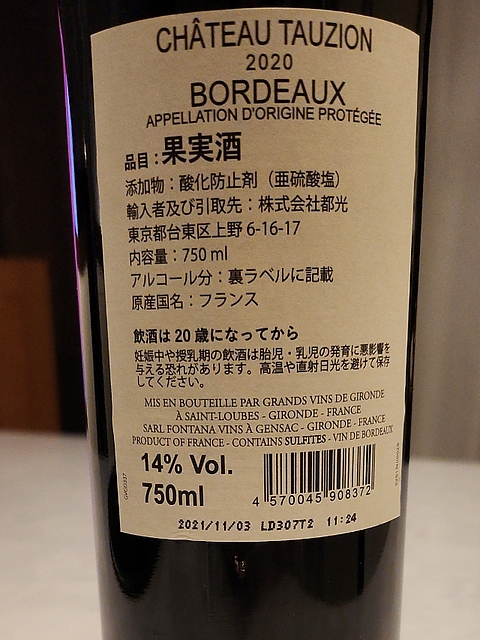 CHÂTEAU TAUZION
2020
BORDEAUX
APPELLATION D'ORIGINE PROTÉGÉE
品目：果実酒
添加物：酸化防止剤（亜硫酸塩）
輸入者及び引取先：株式会社都光
東京都台東区上野 6-16-17
内容量：750 ml
アルコール分：裏ラベルに記載
原産国名：フランス
飲酒は 20 歳になってから
妊娠中や授乳期の飲酒は胎児・乳児の発育に悪影響を
与える恐れがあります。高温や直射日光を避けて保存
してください。
MIS EN BOUTEILLE PAR GRANDS VINS DE GIRONDE
À SAINT-LOUBES - GIRONDE - FRANCE
SARL FONTANA VINS À GENSAC - GIRONDE - FRANCE
PRODUCT OF FRANCE - CONTAINS SULFITES - VIN DE BORDEAUX
14% Vol.
750ml
4 570045 908372
2021/11/03 LD307T2 11:24